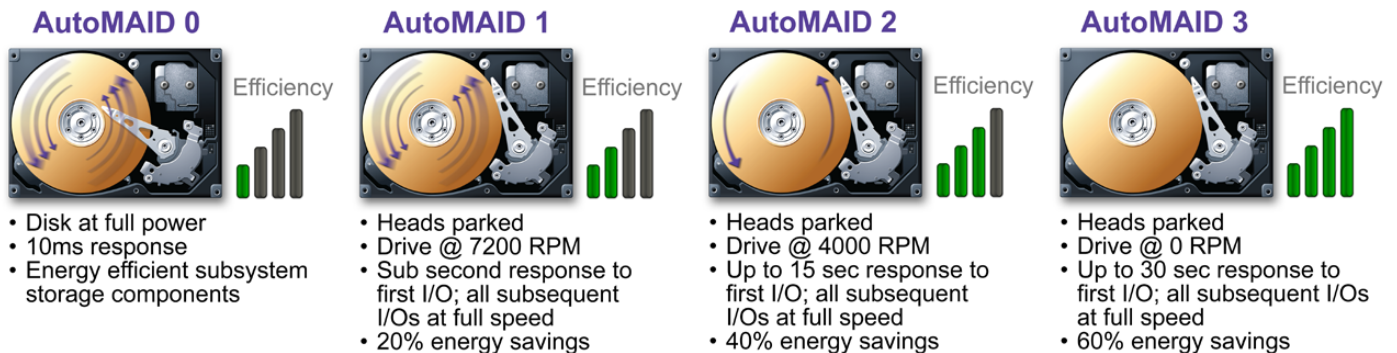 AutoMAID 0
Efficiency
• Disk at full power
• 10ms response
• Energy efficient subsystem
storage components
AutoMAID 1
Efficiency
• Heads parked
• Drive @ 7200 RPM
• Sub second response to
first I/O; all subsequent
I/Os at full speed
• 20% energy savings
AutoMAID 2
Efficiency
• Heads parked
• Drive @ 4000 RPM
• Up to 15 sec response to
first I/O; all subsequent
I/Os at full speed
• 40% energy savings
AutoMAID 3
Efficiency
• Heads parked
• Drive @ 0 RPM
• Up to 30 sec response to
first I/O; all subsequent I/Os
at full speed
• 60% energy savings